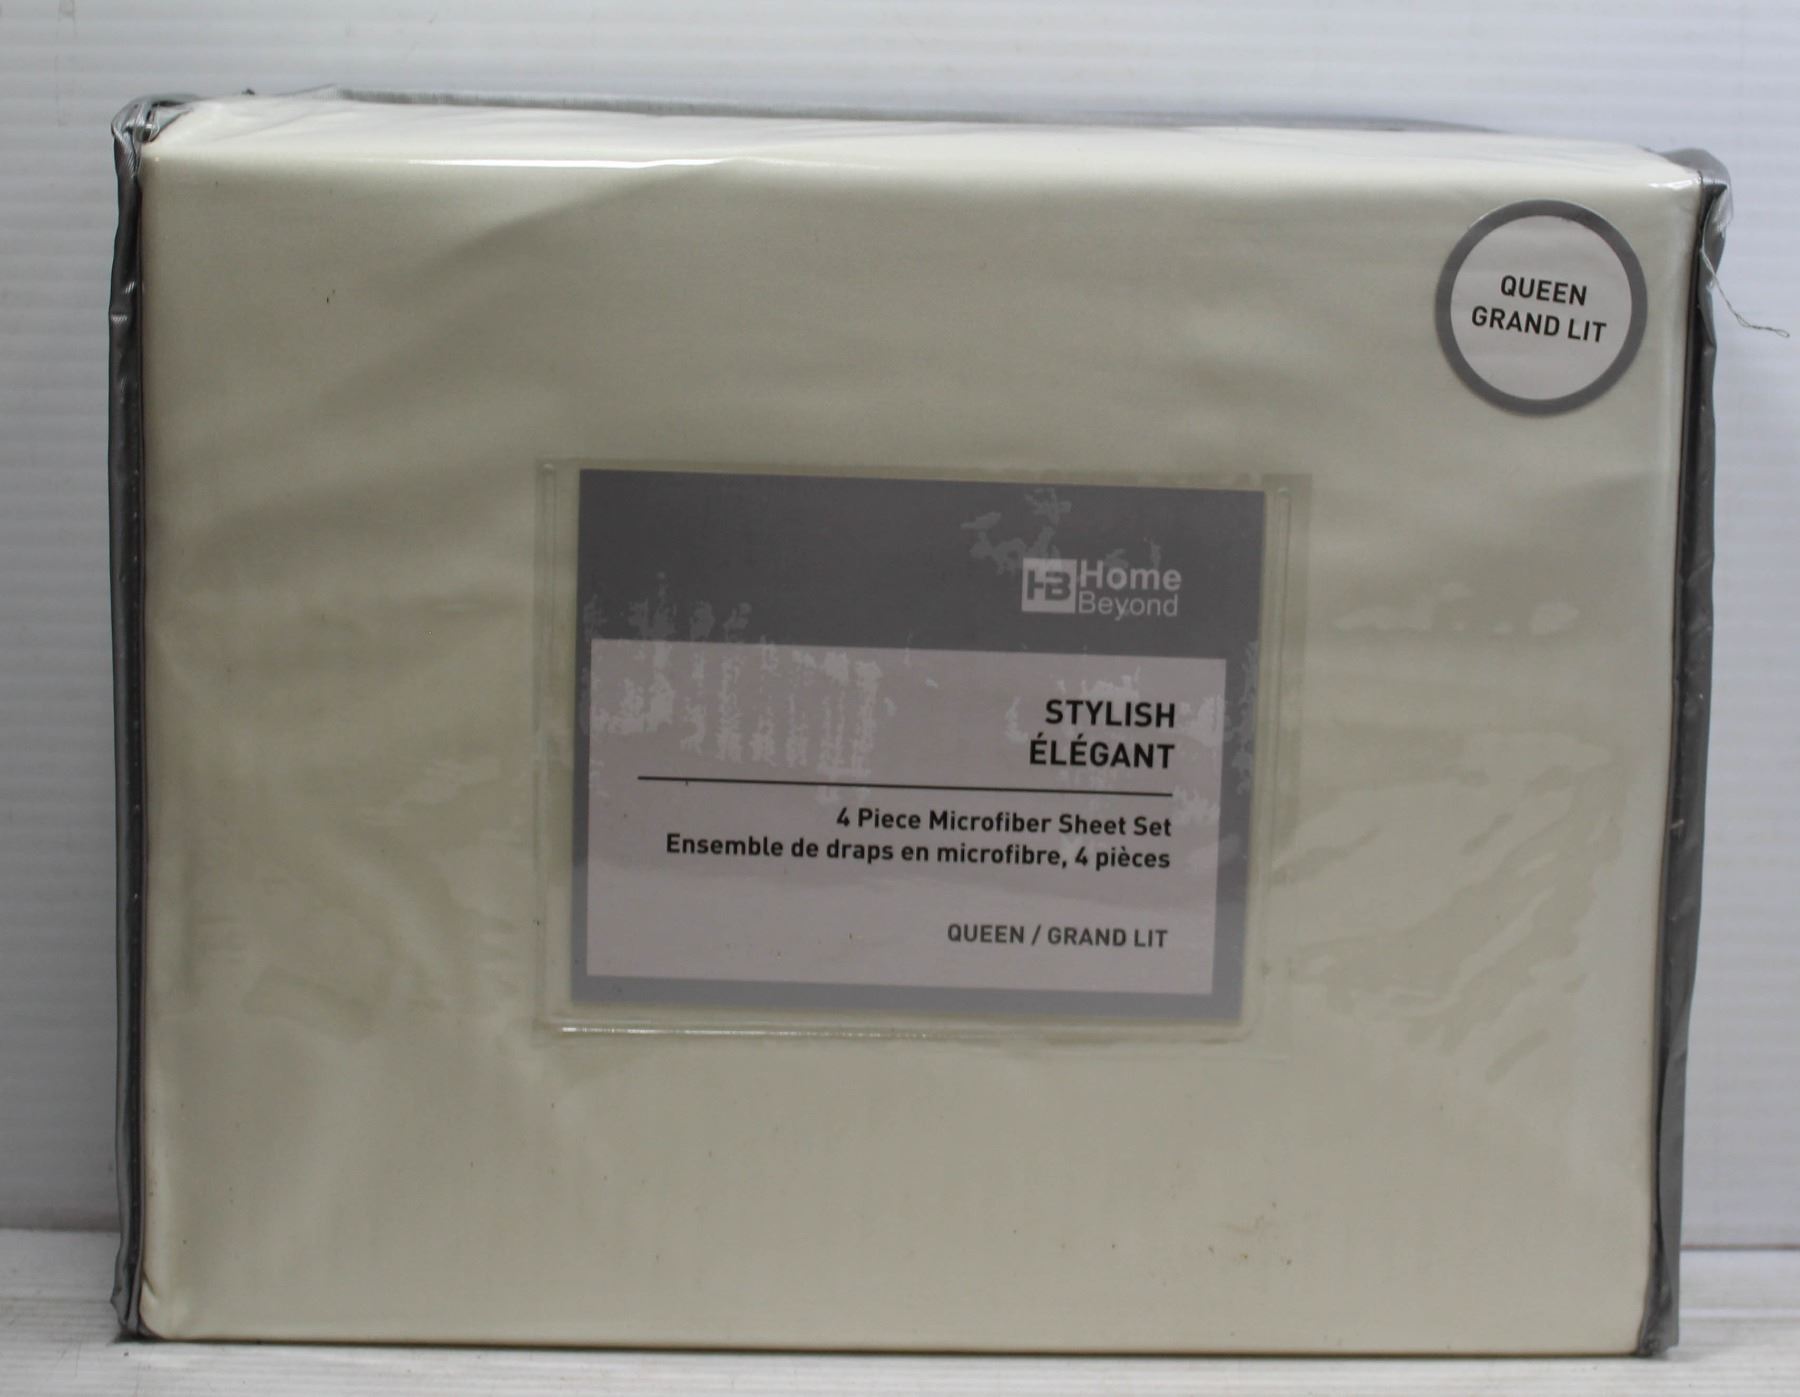 QUEEN
GRAND LIT
HB Home
Beyond
STYLISH
ÉLÉGANT
4 Piece Microfiber Sheet Set
Ensemble de draps en microfibre, 4 pièces
QUEEN / GRAND LIT